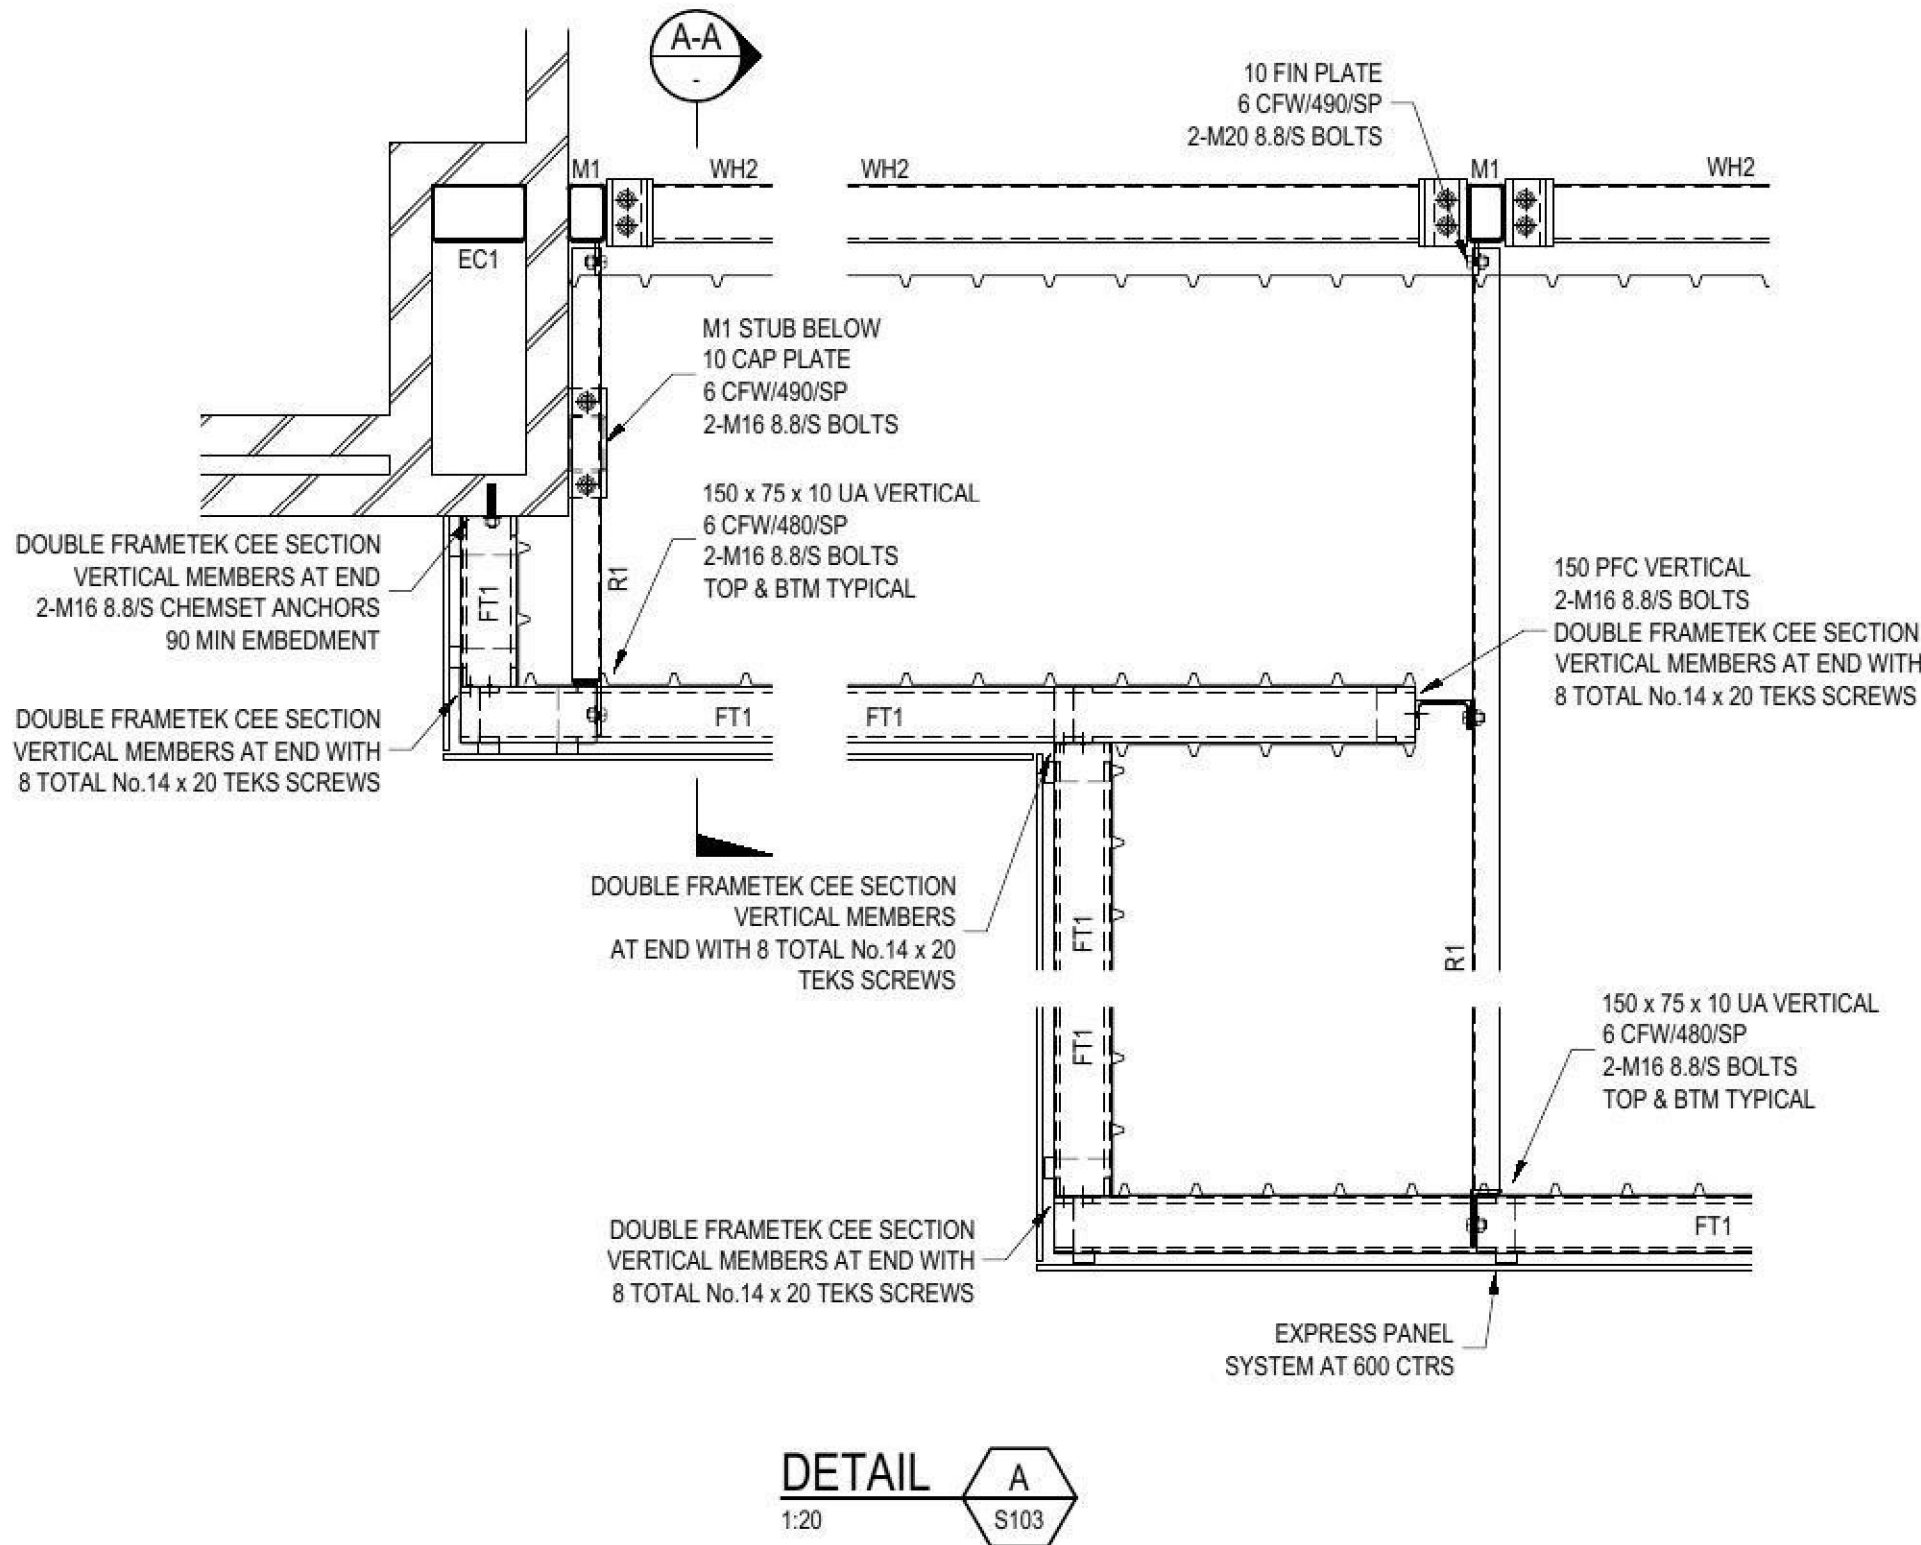 A-A
-
10 FIN PLATE
6 CFW/490/SP
2-M20 8.8/S BOLTS
M1
WH2
WH2
M1
WH2
EC1
M1 STUB BELOW
10 CAP PLATE
6 CFW/490/SP
2-M16 8.8/S BOLTS
150 x 75 x 10 UA VERTICAL
6 CFW/480/SP
2-M16 8.8/S BOLTS
TOP & BTM TYPICAL
DOUBLE FRAMETEK CEE SECTION
VERTICAL MEMBERS AT END
2-M16 8.8/S CHEMSET ANCHORS
90 MIN EMBEDMENT
FT1
R1
150 PFC VERTICAL
2-M16 8.8/S BOLTS
DOUBLE FRAMETEK CEE SECTION
VERTICAL MEMBERS AT END WITH
8 TOTAL No.14 x 20 TEKS SCREWS
DOUBLE FRAMETEK CEE SECTION
VERTICAL MEMBERS AT END WITH
8 TOTAL No.14 x 20 TEKS SCREWS
FT1
FT1
DOUBLE FRAMETEK CEE SECTION
VERTICAL MEMBERS
AT END WITH 8 TOTAL No.14 x 20
TEKS SCREWS
FT1
R1
FT1
150 x 75 x 10 UA VERTICAL
6 CFW/480/SP
2-M16 8.8/S BOLTS
TOP & BTM TYPICAL
DOUBLE FRAMETEK CEE SECTION
VERTICAL MEMBERS AT END WITH
8 TOTAL No.14 x 20 TEKS SCREWS
FT1
EXPRESS PANEL
SYSTEM AT 600 CTRS
DETAIL
A
1:20
S103